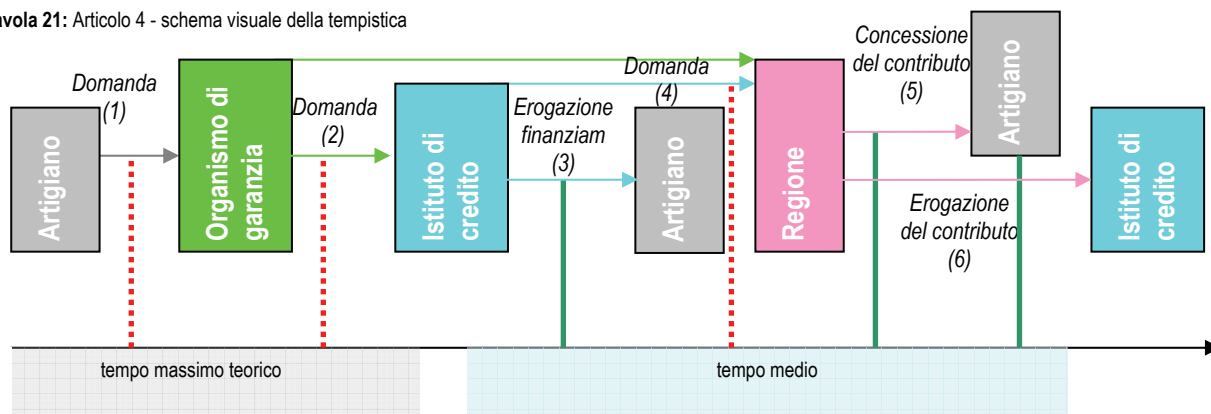 avola 21: Articolo 4 - schema visuale della tempistica
Domanda
(1)
Domanda
(2)
Erogazione
finanziam
(3)
Domanda
(4)
Concessione
del contributo
(5)
Erogazione
del contributo
(6)
Artigiano
Organismo di
garanzia
Istituto di
credito
Artigiano
Regione
Artigiano
Istituto di
credito
tempo massimo teorico
tempo medio